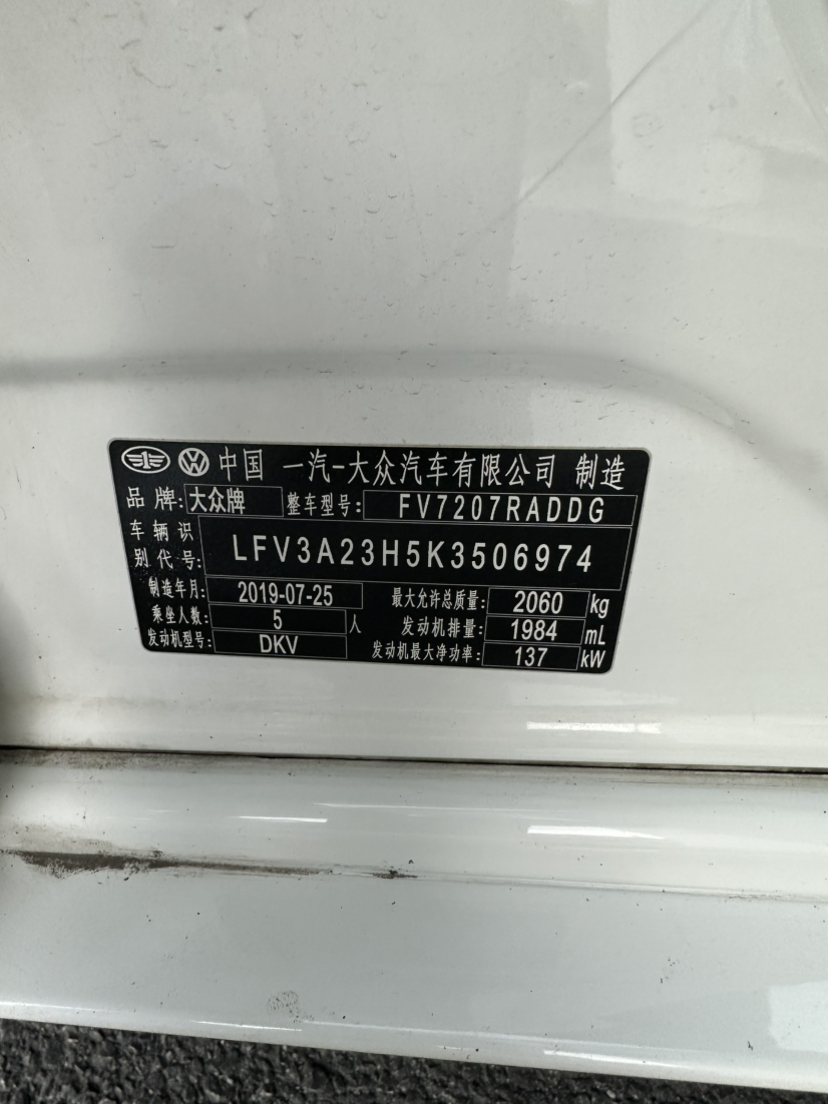 中国 一汽-大众汽车有限公司 制造
品牌: 大众牌 整车型号: FV7207RADDG
车辆识
别代号: LFV3A23H5K3506974
制造年月: 2019-07-25 最大允许总质量: 2060 kg
乘坐人数: 5 人 发动机排量: 1984 mL
发动机型号: DKV 发动机最大净功率: 137 kW